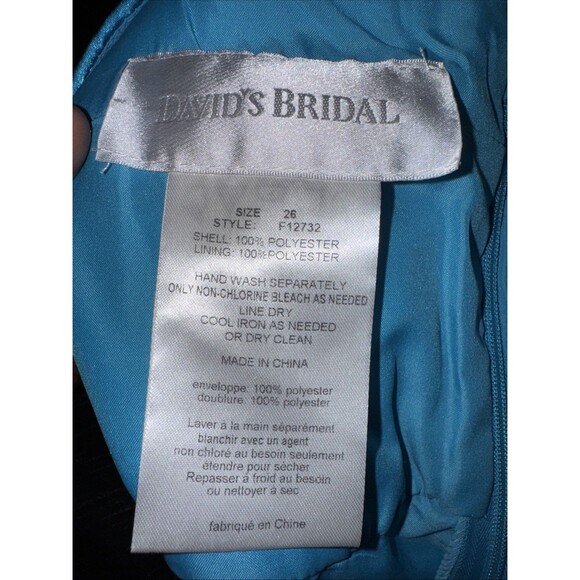 DAVID'S BRIDAL
SIZE 26
STYLE: F12732
SHELL: 100% POLYESTER
LINING: 100% POLYESTER
HAND WASH SEPARATELY
ONLY NON-CHLORINE BLEACH AS NEEDED
LINE DRY
COOL IRON AS NEEDED
OR DRY CLEAN
MADE IN CHINA
enveloppe: 100% polyester
doublure: 100% polyester
Laver à la main séparément
blanchir avec un agent
non chloré au besoin seulement
étendre pour sécher
Repasser à froid au besoin
ou nettoyer à sec
fabriqué en Chine